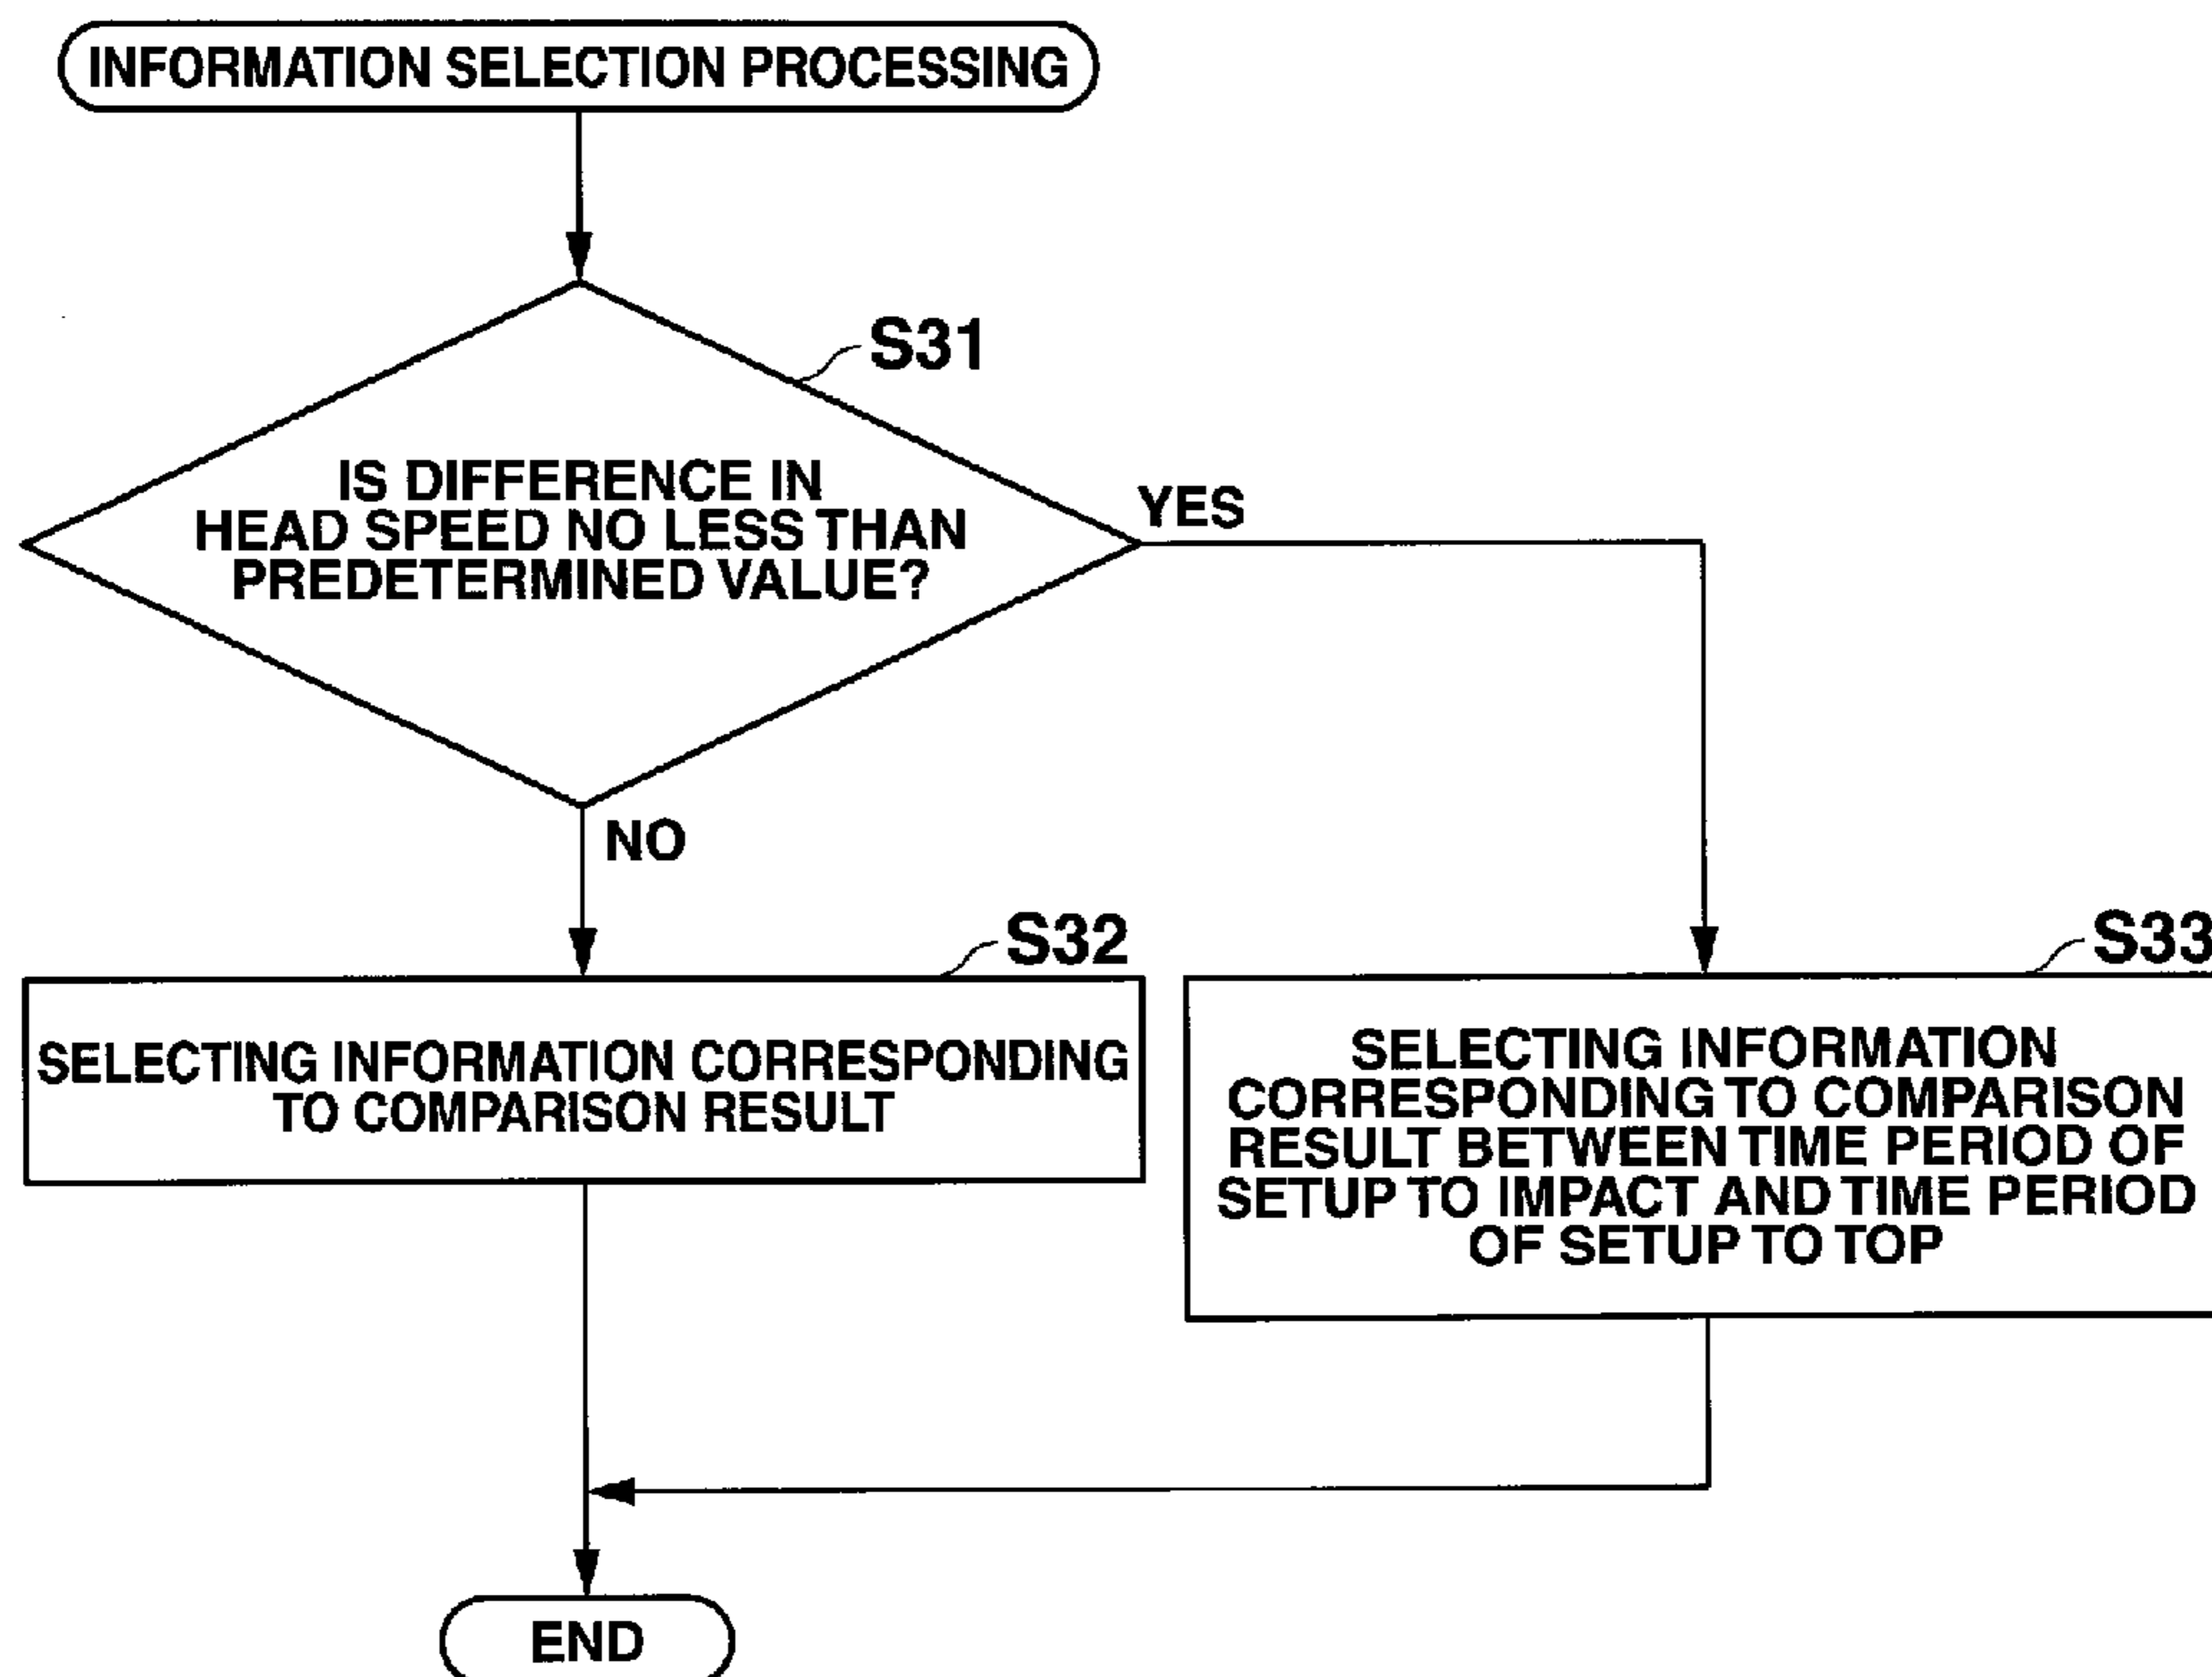 INFORMATION SELECTION PROCESSING
S31
IS DIFFERENCE IN
HEAD SPEED NO LESS THAN
PREDETERMINED VALUE?
YES
NO
S32
SELECTING INFORMATION CORRESPONDING
TO COMPARISON RESULT
S33
SELECTING INFORMATION
CORRESPONDING TO COMPARISON
RESULT BETWEEN TIME PERIOD OF
SETUP TO IMPACT AND TIME PERIOD
OF SETUP TO TOP
END